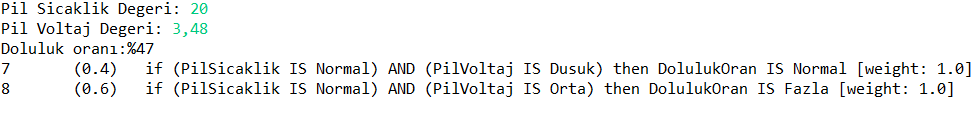 Pil Sicaklik Degeri: 20
Pil Voltaj Degeri: 3,48
Doluluk oranı:%47
7 (0.4) if (PilSicaklik IS Normal) AND (PilVoltaj IS Dusuk) then DolulukOran IS Normal [weight: 1.0]
8 (0.6) if (PilSicaklik IS Normal) AND (PilVoltaj IS Orta) then DolulukOran IS Fazla [weight: 1.0]